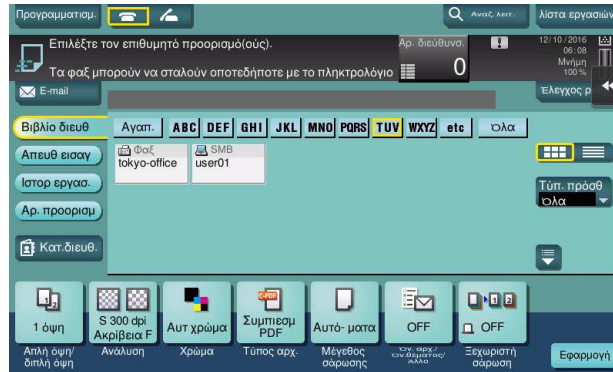 Προγραμματισμ.
Αναζ. λειτ.
λίστα εργασιών
Επιλέξτε τον επιθυμητό προορισμό(ούς).
Αρ. διεύθυνσ.
12/10/2016
06:08
Τα φαξ μπορούν να σταλούν οποτεδήποτε με το πληκτρολόγιο
0
Μνήμη
100%
E-mail
Έλεγχος ρ
Βιβλίο διευθ
Αγαπ.
ABC DEF GHI JKL MNO PQRS TUV WXYZ etc
Όλα
Απευθ εισαγ
Φαξ
tokyo-office
SMB
user01
Ιστορ εργασ.
Αρ. προορισμ
Τύπ. πρόσθ
Όλα
Κατ.διευθ.
1 όψη
S 300 dpi
Ακρίβεια F
Αυτ χρώμα
Συμπιεσμ
PDF
Αυτό- ματα
OFF
OFF
Απλή όψη/
διπλή όψη
Ανάλυση
Χρώμα
Τύπος αρχ.
Μέγεθος
σάρωσης
Όν. αρχ./
Όν.θέματος/
Άλλο
Ξεχωριστή
σάρωση
Εφαρμογή